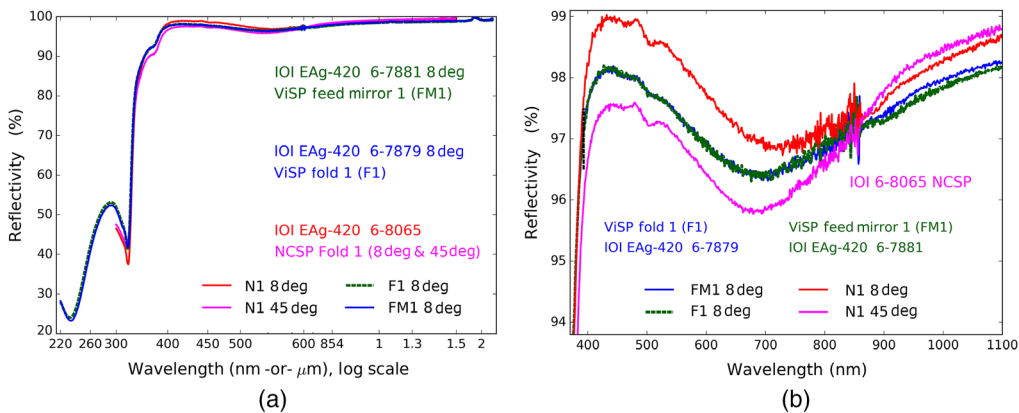 100
90
80
70
60
50
40
30
20
Reflectivity (%)
IOI EAg-420 6-7881 8deg
ViSP feed mirror 1 (FM1)
IOI EAg-420 6-7879 8deg
ViSP fold 1 (F1)
IOI EAg-420 6-8065
NCSP Fold 1 (8deg & 45deg)
N1 8deg
F1 8deg
N1 45deg
FM1 8deg
220 260 300 400 450 500 600 854 1 1.3 1.5 2
Wavelength (nm -or- μm), log scale
(a)
99
98
97
96
95
94
Reflectivity (%)
IOI 6-8065 NCSP
ViSP fold 1 (F1)
IOI EAg-420 6-7879
ViSP feed mirror 1 (FM1)
IOI EAg-420 6-7881
FM1 8deg
N1 8deg
F1 8deg
N1 45deg
400 500 600 700 800 900 1000 1100
Wavelength (nm)
(b)